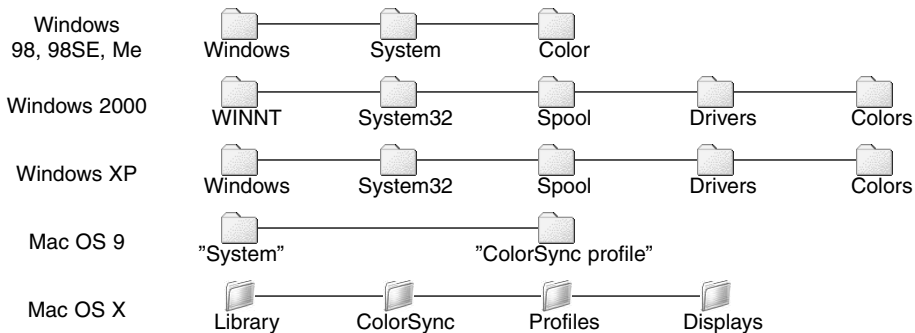 Windows
98, 98SE, Me
Windows System Color
Windows 2000
WINNT System32 Spool Drivers Colors
Windows XP
Windows System32 Spool Drivers Colors
Mac OS 9
”System” ”ColorSync profile”
Mac OS X
Library ColorSync Profiles Displays